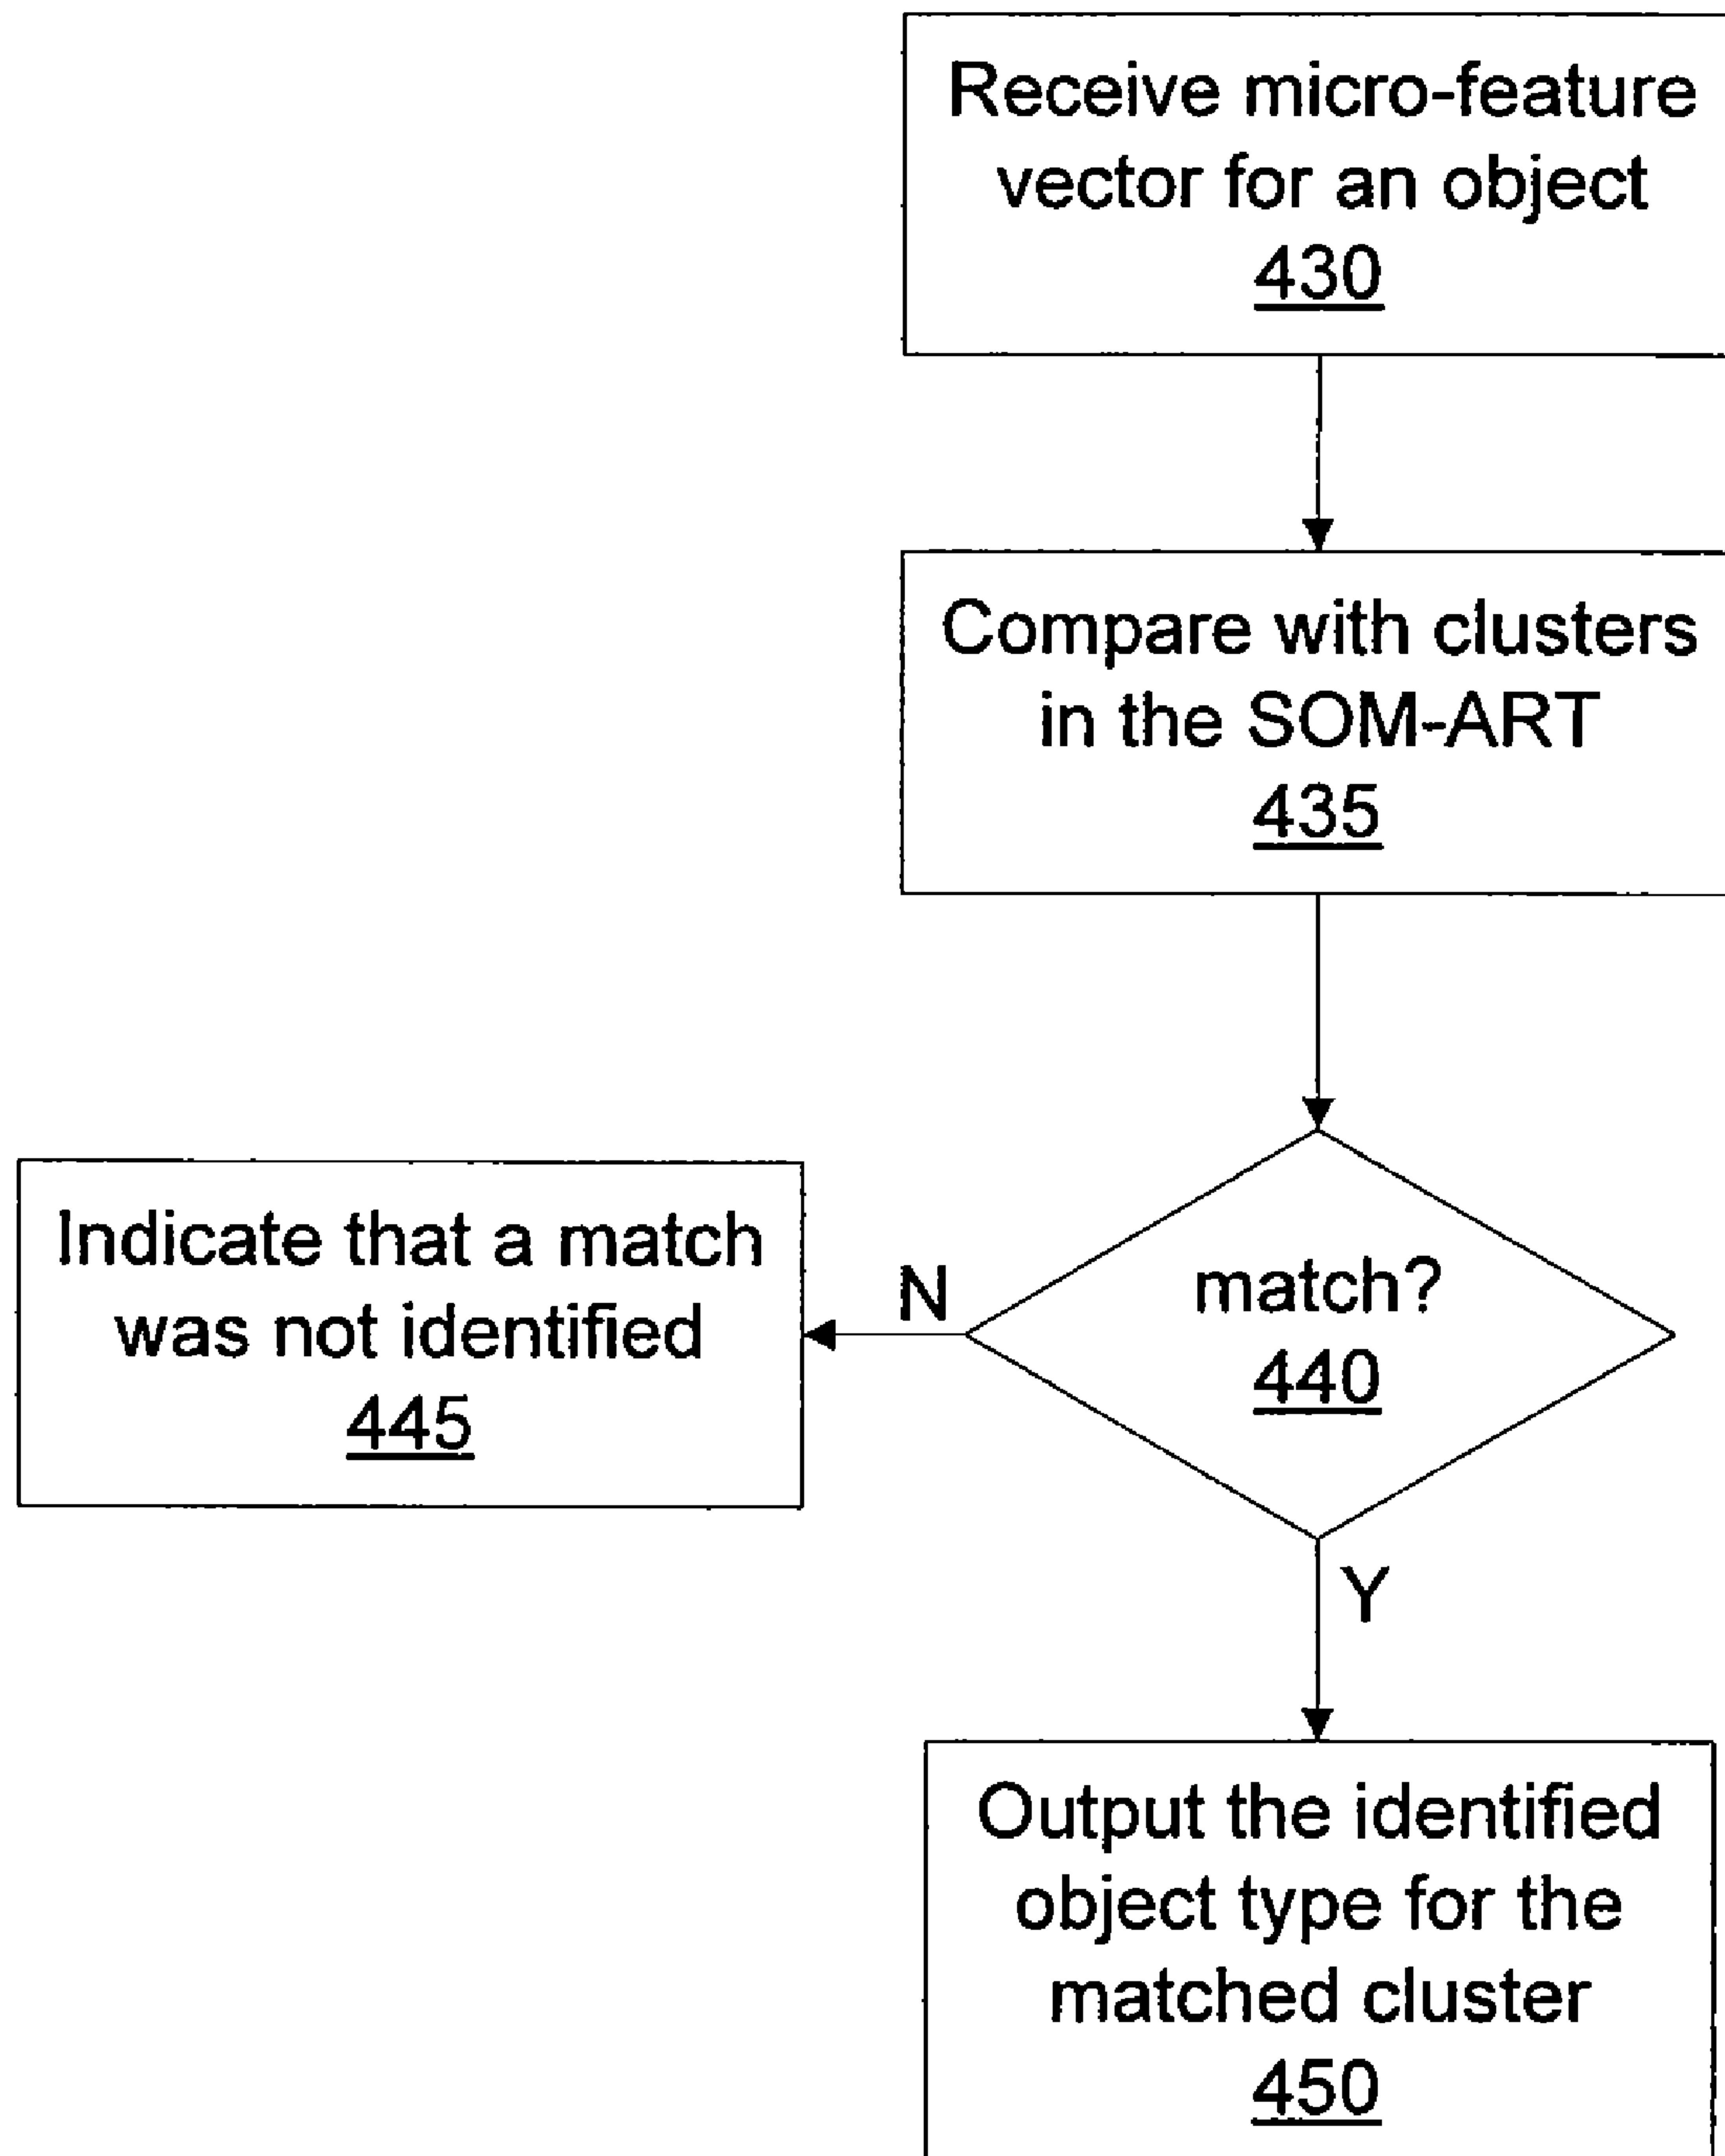 Receive micro-feature
vector for an object
430
Compare with clusters
in the SOM-ART
435
match?
440
N
Indicate that a match
was not identified
445
Y
Output the identified
object type for the
matched cluster
450